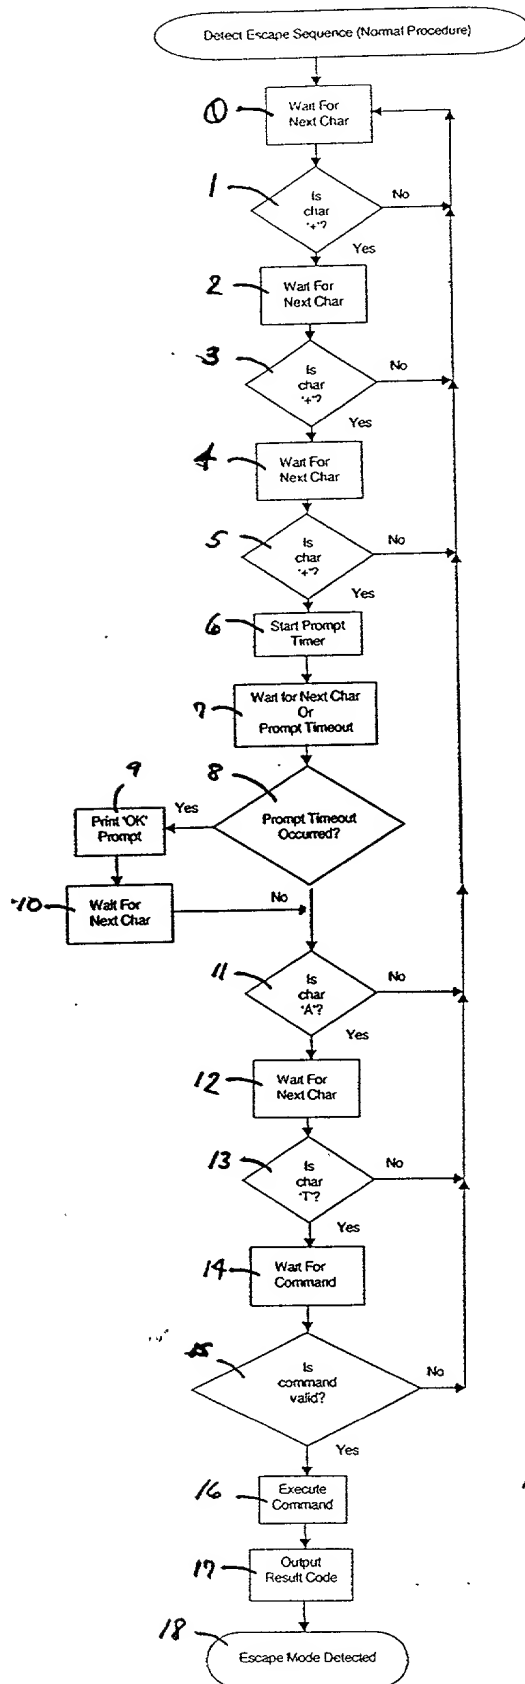 Detect Escape Sequence (Normal Procedure)
0
Wait For
Next Char
1
Is
char
'+'?
No
Yes
2
Wait For
Next Char
3
Is
char
'+'?
No
Yes
4
Wait For
Next Char
5
Is
char
'+'?
No
Yes
6
Start Prompt
Timer
7
Wait for Next Char
Or
Prompt Timeout
8
Prompt Timeout
Occurred?
Yes
9
Print 'OK'
Prompt
10
Wait For
Next Char
No
11
Is
char
'A'?
No
Yes
12
Wait For
Next Char
13
Is
char
'T'?
No
Yes
14
Wait For
Command
15
Is
command
valid?
No
Yes
16
Execute
Command
17
Output
Result Code
18
Escape Mode Detected